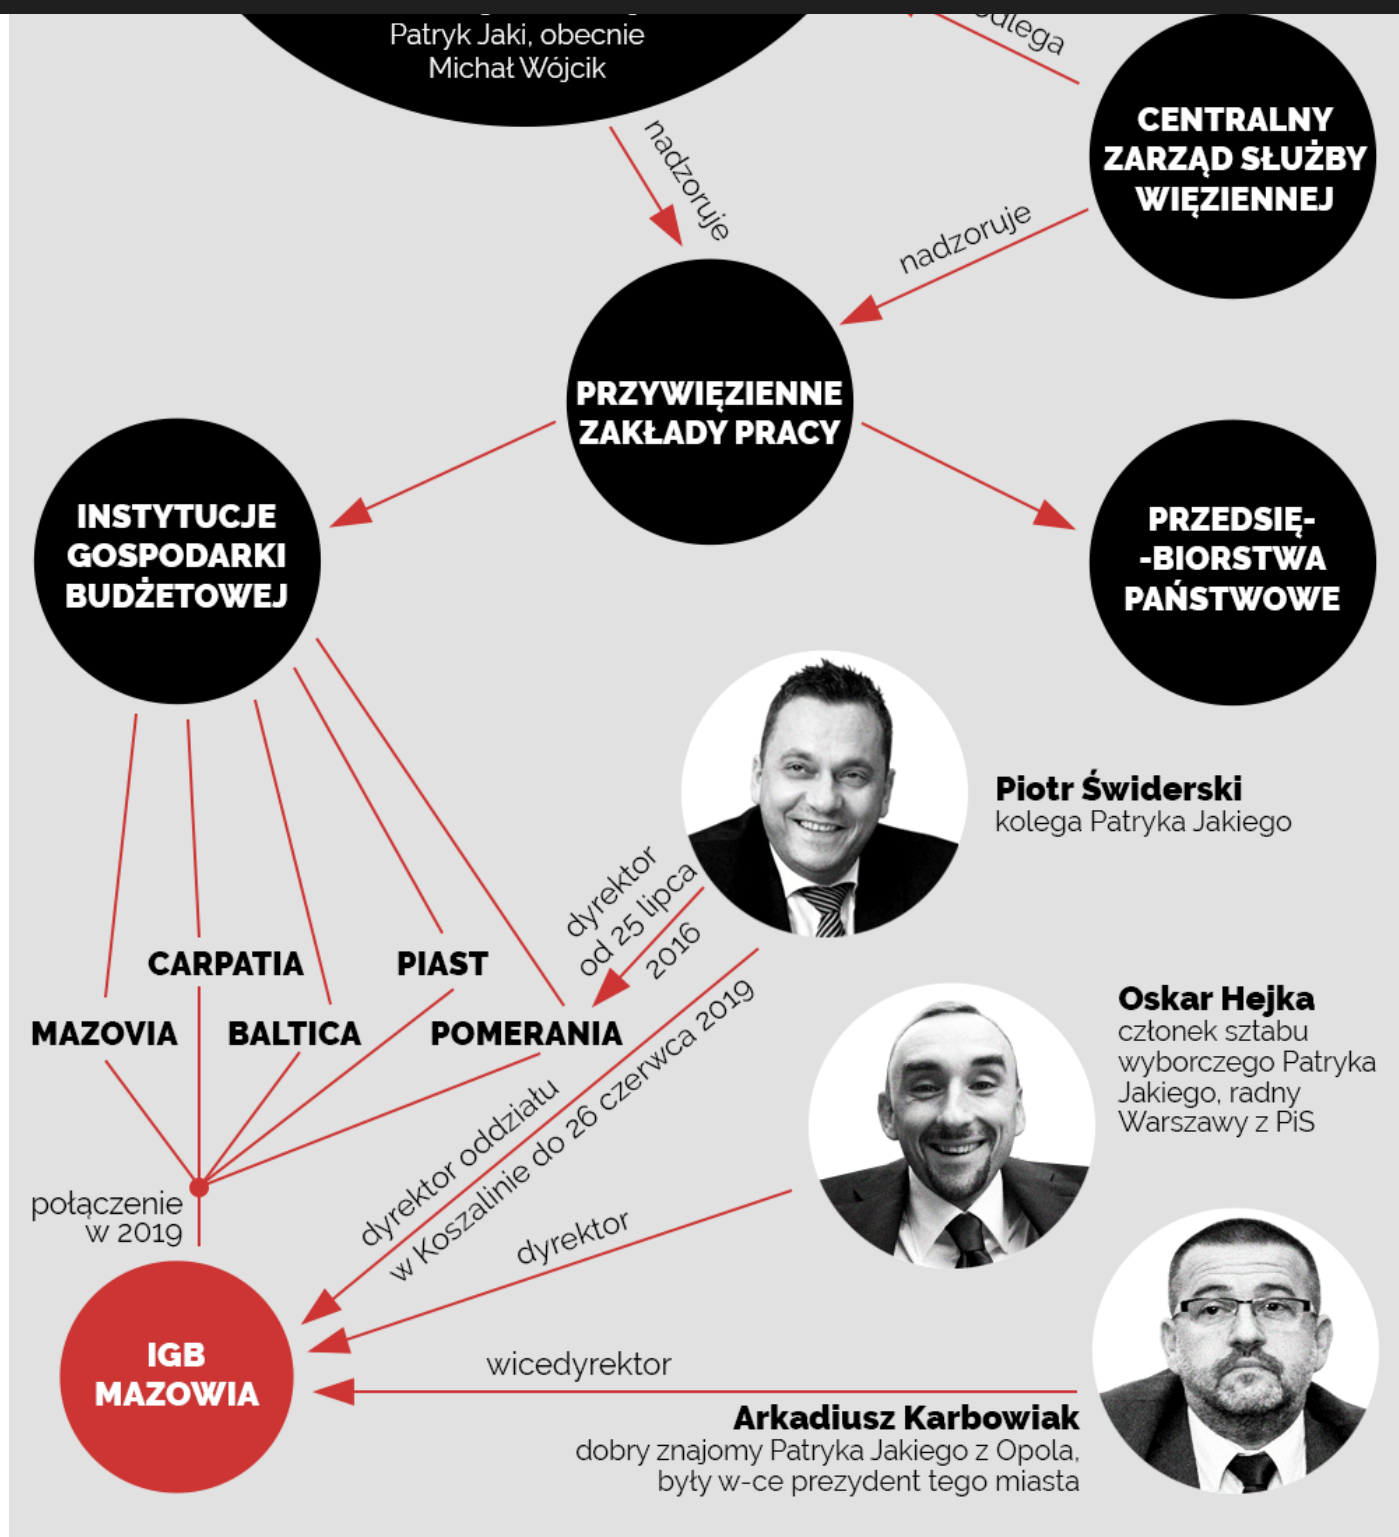 Patryk Jaki, obecnie
Michał Wójcik
nadzoruje
CENTRALNY
ZARZĄD SŁUŻBY
WIĘZIENNEJ
nadzoruje
PRZYWIĘZIENNE
ZAKŁADY PRACY
INSTYTUCJE
GOSPODARKI
BUDŻETOWEJ
PRZEDSIĘ-
-BIORSTWA
PAŃSTWOWE
Piotr Świderski
kolega Patryka Jakiego
dyrektor
od 25 lipca
2016
CARPATIA
PIAST
MAZOVIA
BALTICA
POMERANIA
Oskar Hejka
członek sztabu
wyborczego Patryka
Jakiego, radny
Warszawy z PiS
dyrektor oddziału
w Koszalinie do 26 czerwca 2019
połączenie
w 2019
dyrektor
IGB
MAZOWIA
wicedyrektor
Arkadiusz Karbowiak
dobry znajomy Patryka Jakiego z Opola,
były w-ce prezydent tego miasta